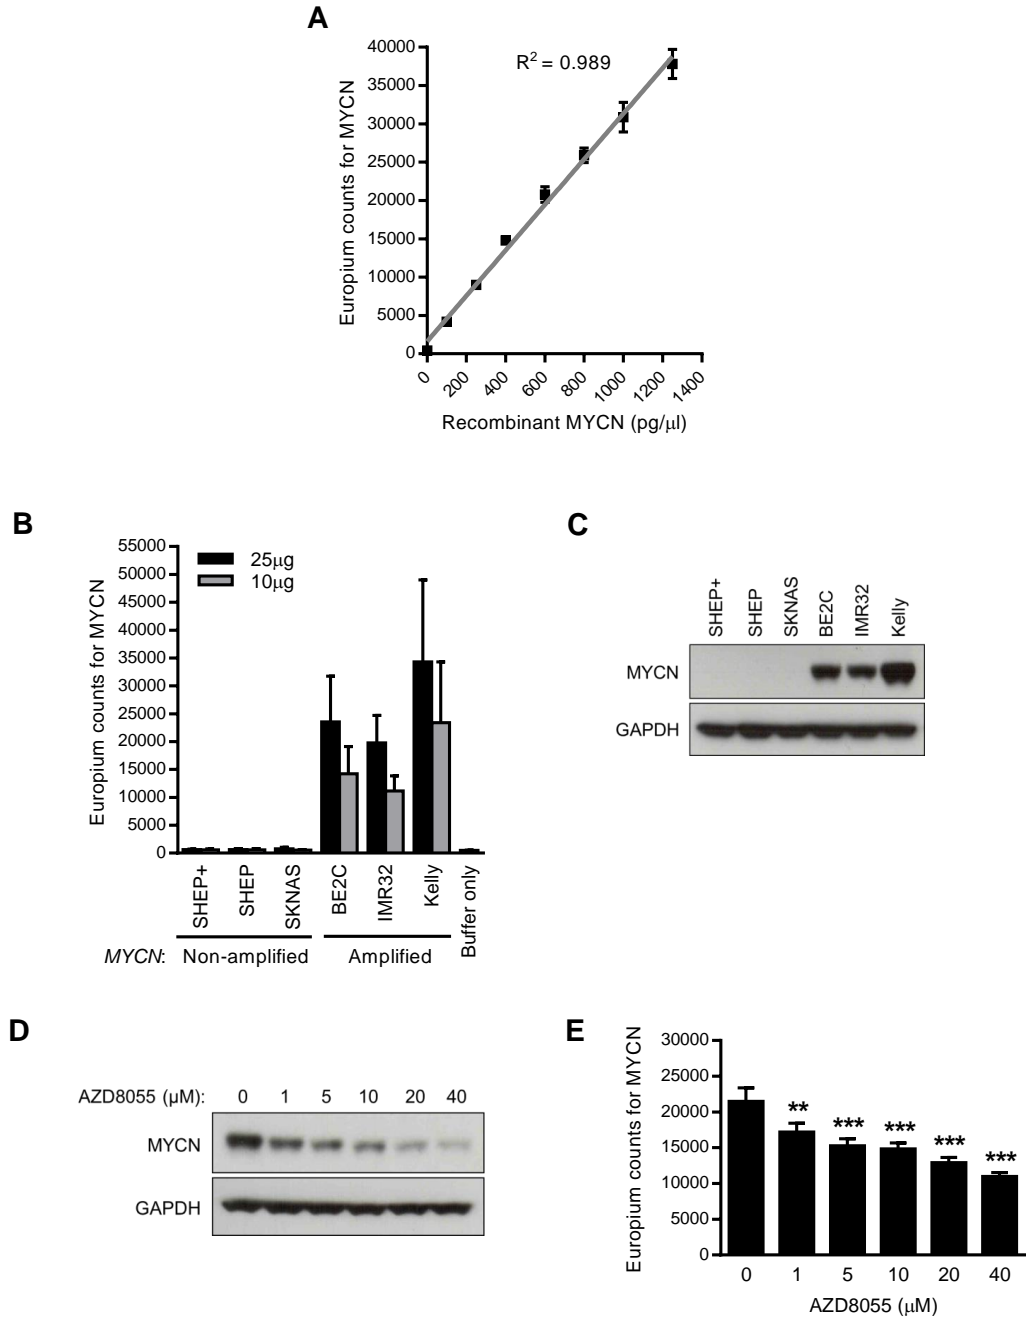 A
R2 = 0.989
Europium counts for MYCN
40000
35000
30000
25000
20000
15000
10000
5000
0
0 200 400 600 800 1000 1200 1400
Recombinant MYCN (pg/μl)
B
Europium counts for MYCN
55000
50000
45000
40000
35000
30000
25000
20000
15000
10000
5000
0
25μg
10μg
SHEP+ SHEP SKNAS BE2C IMR32 Kelly Buffer only
MYCN: Non-amplified Amplified
C
SHEP+ SHEP SKNAS BE2C IMR32 Kelly
MYCN
GAPDH
D
AZD8055 (μM): 0 1 5 10 20 40
MYCN
GAPDH
E
Europium counts for MYCN
30000
25000
20000
15000
10000
5000
0
** *** *** *** ***
0 1 5 10 20 40
AZD8055 (μM)